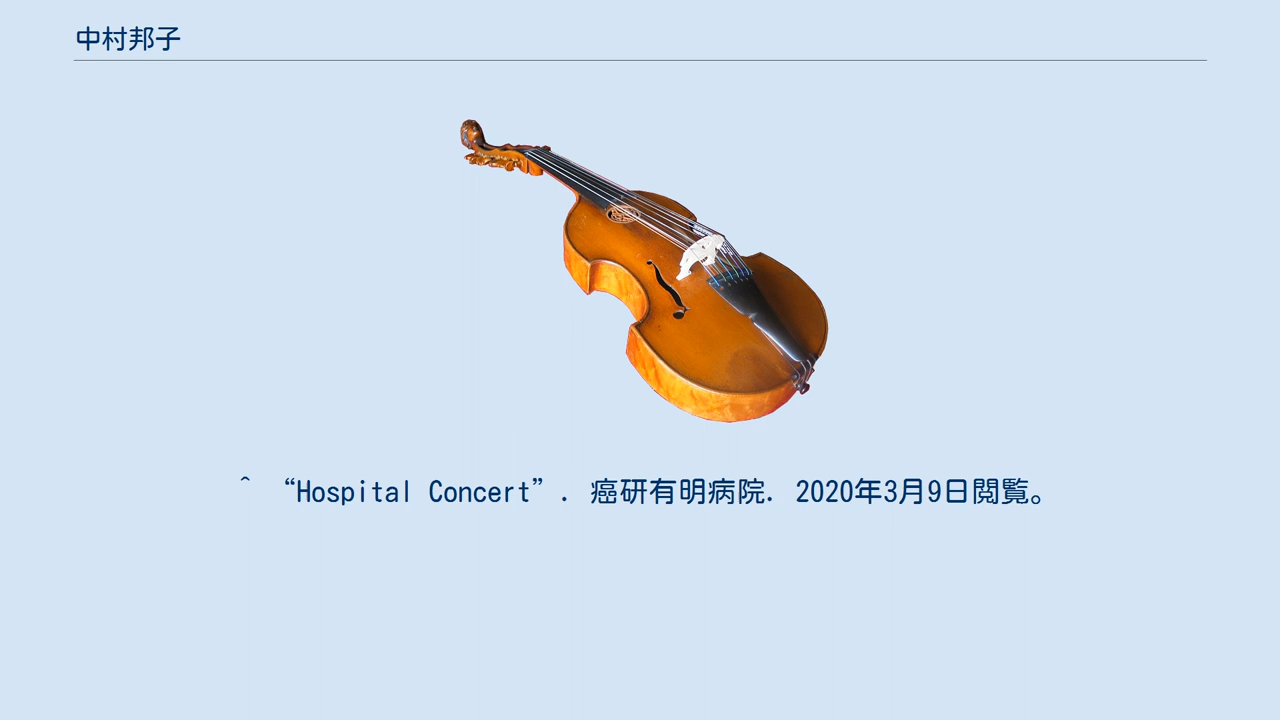 中村邦子
^ “Hospital Concert”. 癌研有明病院. 2020年3月9日閲覧。